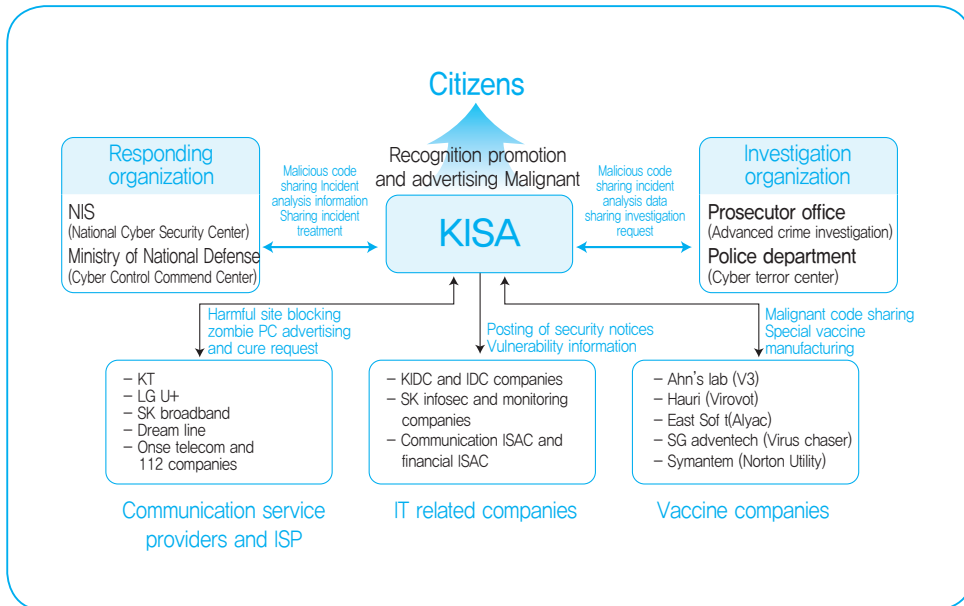 Citizens
Recognition promotion
and advertising Malignant
KISA
Responding
organization
NIS
(National Cyber Security Center)
Ministry of National Defense
(Cyber Control Commend Center)
Malicious code
sharing Incident
analysis information
Sharing incident
treatment
Malicious code
sharing incident
analysis data
sharing investigation
request
Investigation
organization
Prosecutor office
(Advanced crime investigation)
Police department
(Cyber terror center)
Harmful site blocking
zombie PC advertising
and cure request
Posting of security notices
Vulnerability information
Malignant code sharing
Special vaccine
manufacturing
– KT
– LG U+
– SK broadband
– Dream line
– Onse telecom and
112 companies
– KIDC and IDC companies
– SK infosec and monitoring
companies
– Communication ISAC and
financial ISAC
– Ahn's lab (V3)
– Hauri (Virovot)
– East Sof t(Alyac)
– SG adventech (Virus chaser)
– Symantem (Norton Utility)
Communication service
providers and ISP
IT related companies
Vaccine companies